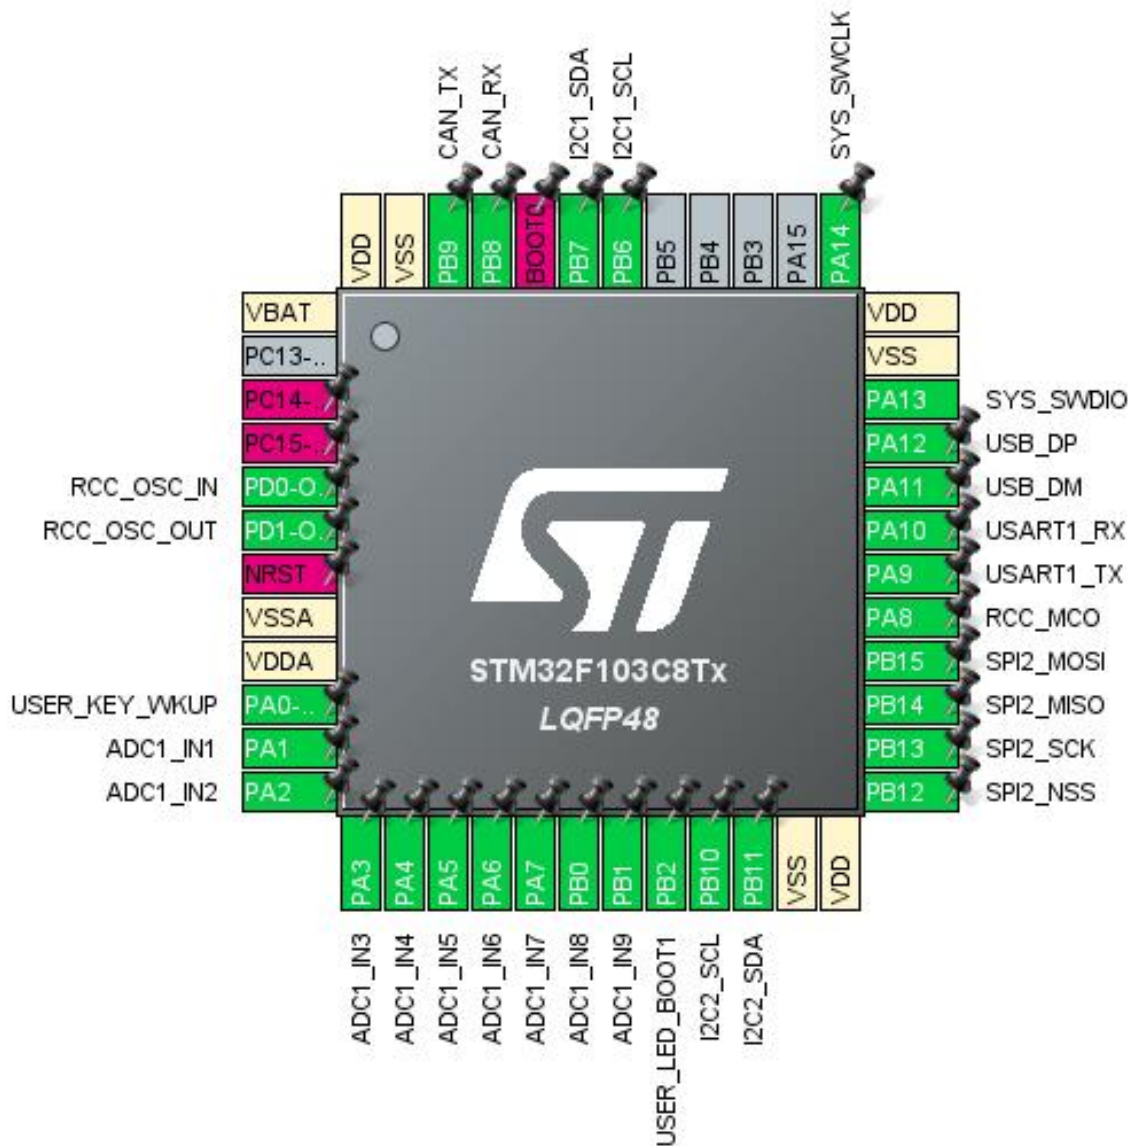 CAN_TX
CAN_RX
I2C1_SDA
I2C1_SCL
SYS_SWCLK
VDD
VSS
PB9
PB8
BOOT0
PB7
PB6
PB5
PB4
PB3
PA15
PA14
VBAT
PC13-..
PC14-.
PC15-.
RCC_OSC_IN PD0-O.
RCC_OSC_OUT PD1-O.
NRST
VSSA
VDDA
USER_KEY_WKUP PA0-..
ADC1_IN1 PA1
ADC1_IN2 PA2
ST
STM32F103C8Tx
LQFP48
VDD
VSS
PA13 SYS_SWDIO
PA12 USB_DP
PA11 USB_DM
PA10 USART1_RX
PA9 USART1_TX
PA8 RCC_MCO
PB15 SPI2_MOSI
PB14 SPI2_MISO
PB13 SPI2_SCK
PB12 SPI2_NSS
PA3
PA4
PA5
PA6
PA7
PB0
PB1
PB2
PB10
PB11
VSS
VDD
ADC1_IN3
ADC1_IN4
ADC1_IN5
ADC1_IN6
ADC1_IN7
ADC1_IN8
ADC1_IN9
USER_LED_BOOT1
I2C2_SCL
I2C2_SDA